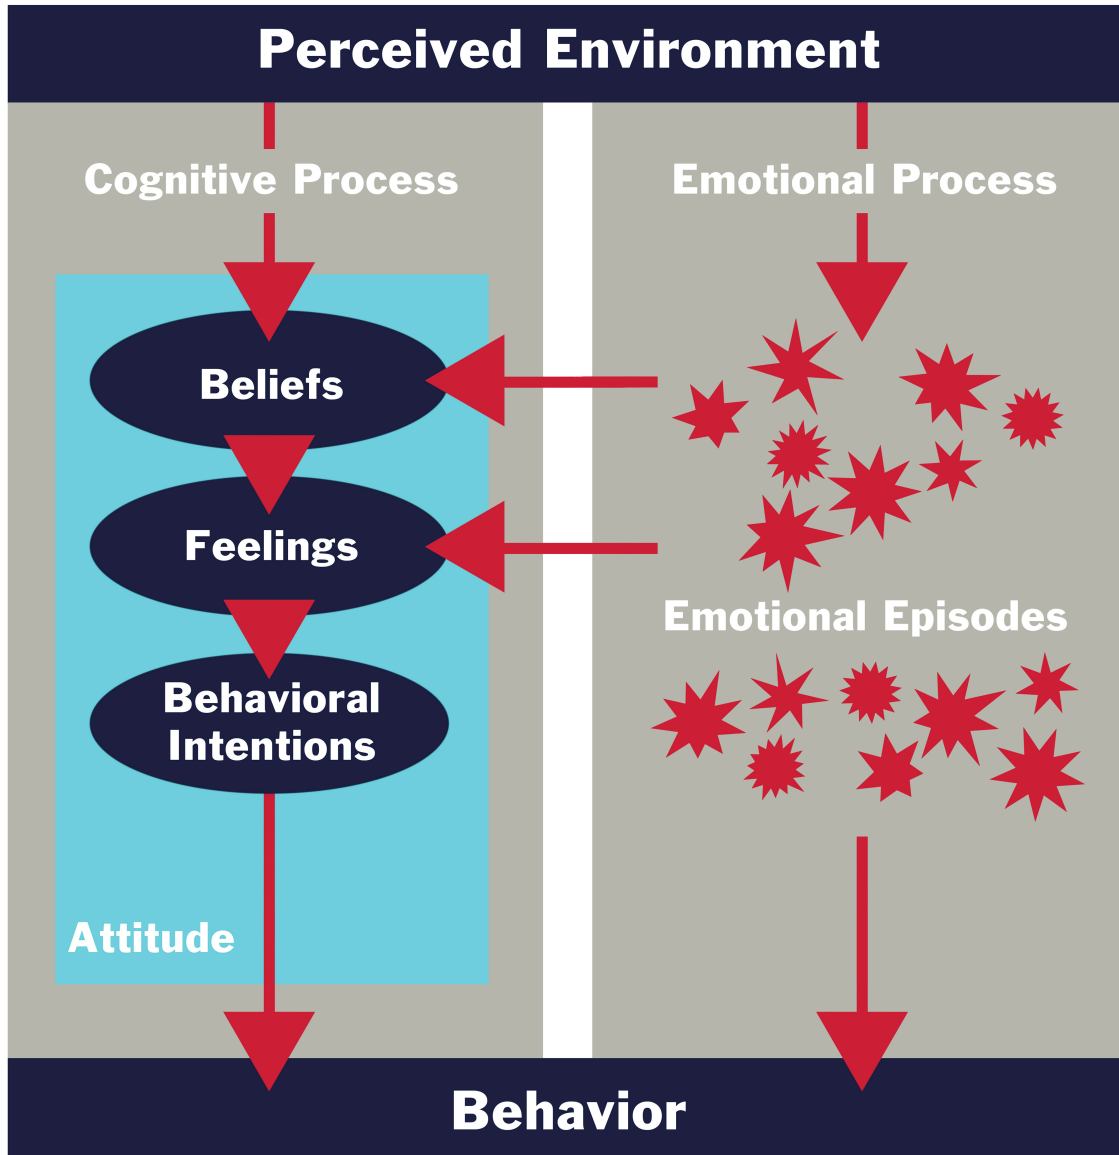 Perceived Environment
Cognitive Process
Emotional Process
Beliefs
Feelings
Emotional Episodes
Behavioral
Intentions
Attitude
Behavior